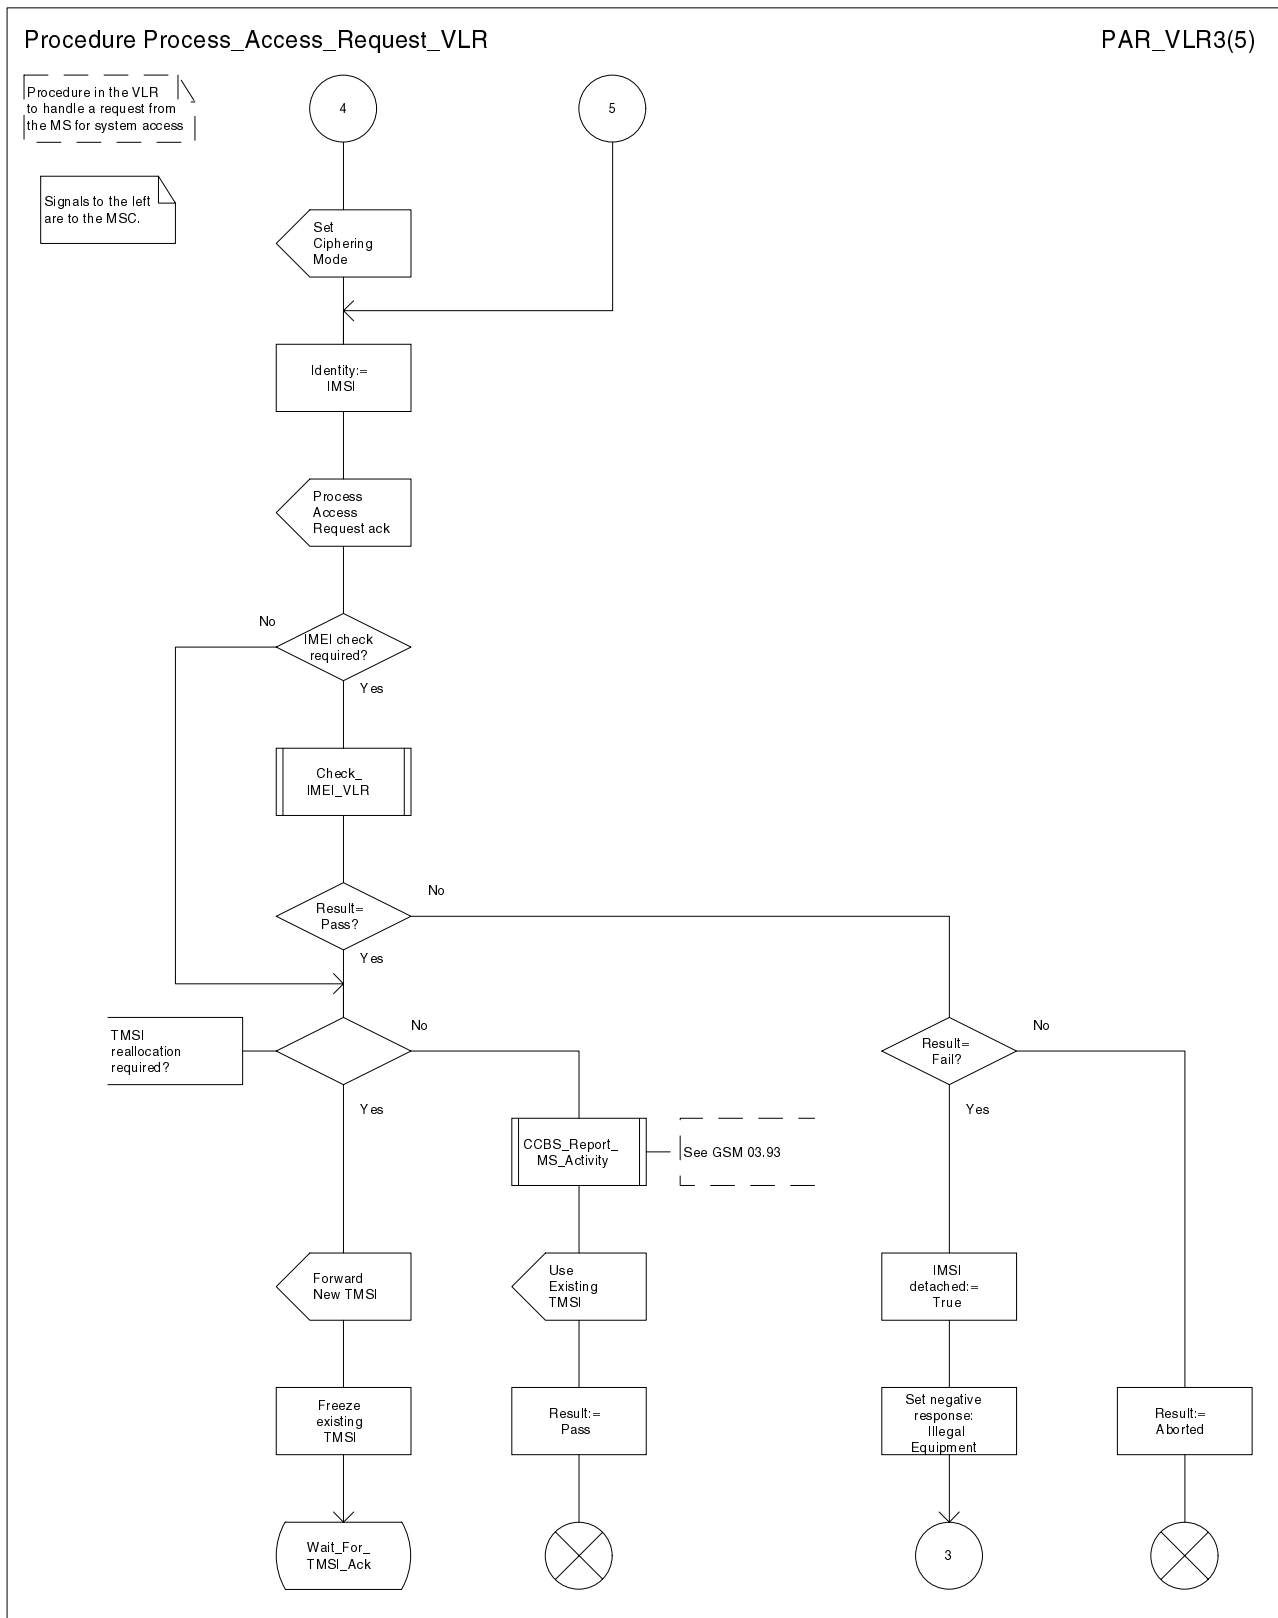 Procedure Process_Access_Request_VLR
PAR_VLR3(5)
Procedure in the VLR
to handle a request from
the MS for system access
4
5
Signals to the left
are to the MSC.
Set
Ciphering
Mode
Identity:=
IMSI
Process
Access
Request ack
No
IMEI check
required?
Yes
Check_
IMEI_VLR
No
Result=
Pass?
Yes
TMSI
reallocation
required?
No
Yes
Result=
Fail?
No
Yes
CCBS_Report_
MS_Activity
See GSM 03.93
Forward
New TMSI
Use
Existing
TMSI
IMSI
detached:=
True
Freeze
existing
TMSI
Result:=
Pass
Set negative
response:
Illegal
Equipment
Result:=
Aborted
Wait_For_
TMSI_Ack
3